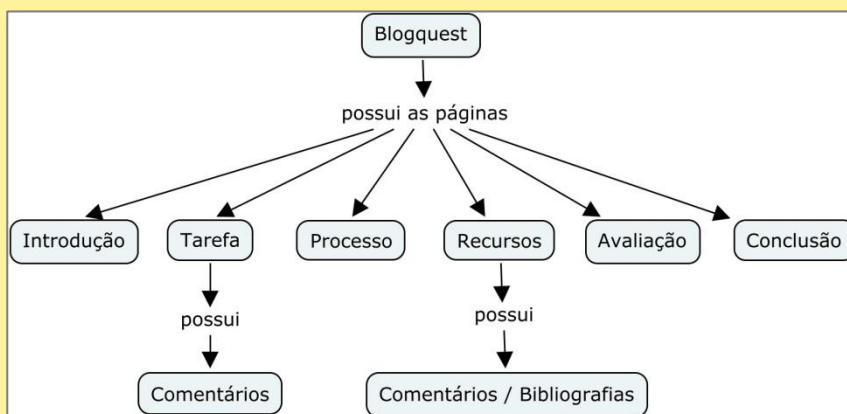 Blogquest
possui as páginas
Introdução Tarefa Processo Recursos Avaliação Conclusão
possui possui
Comentários Comentários / Bibliografias